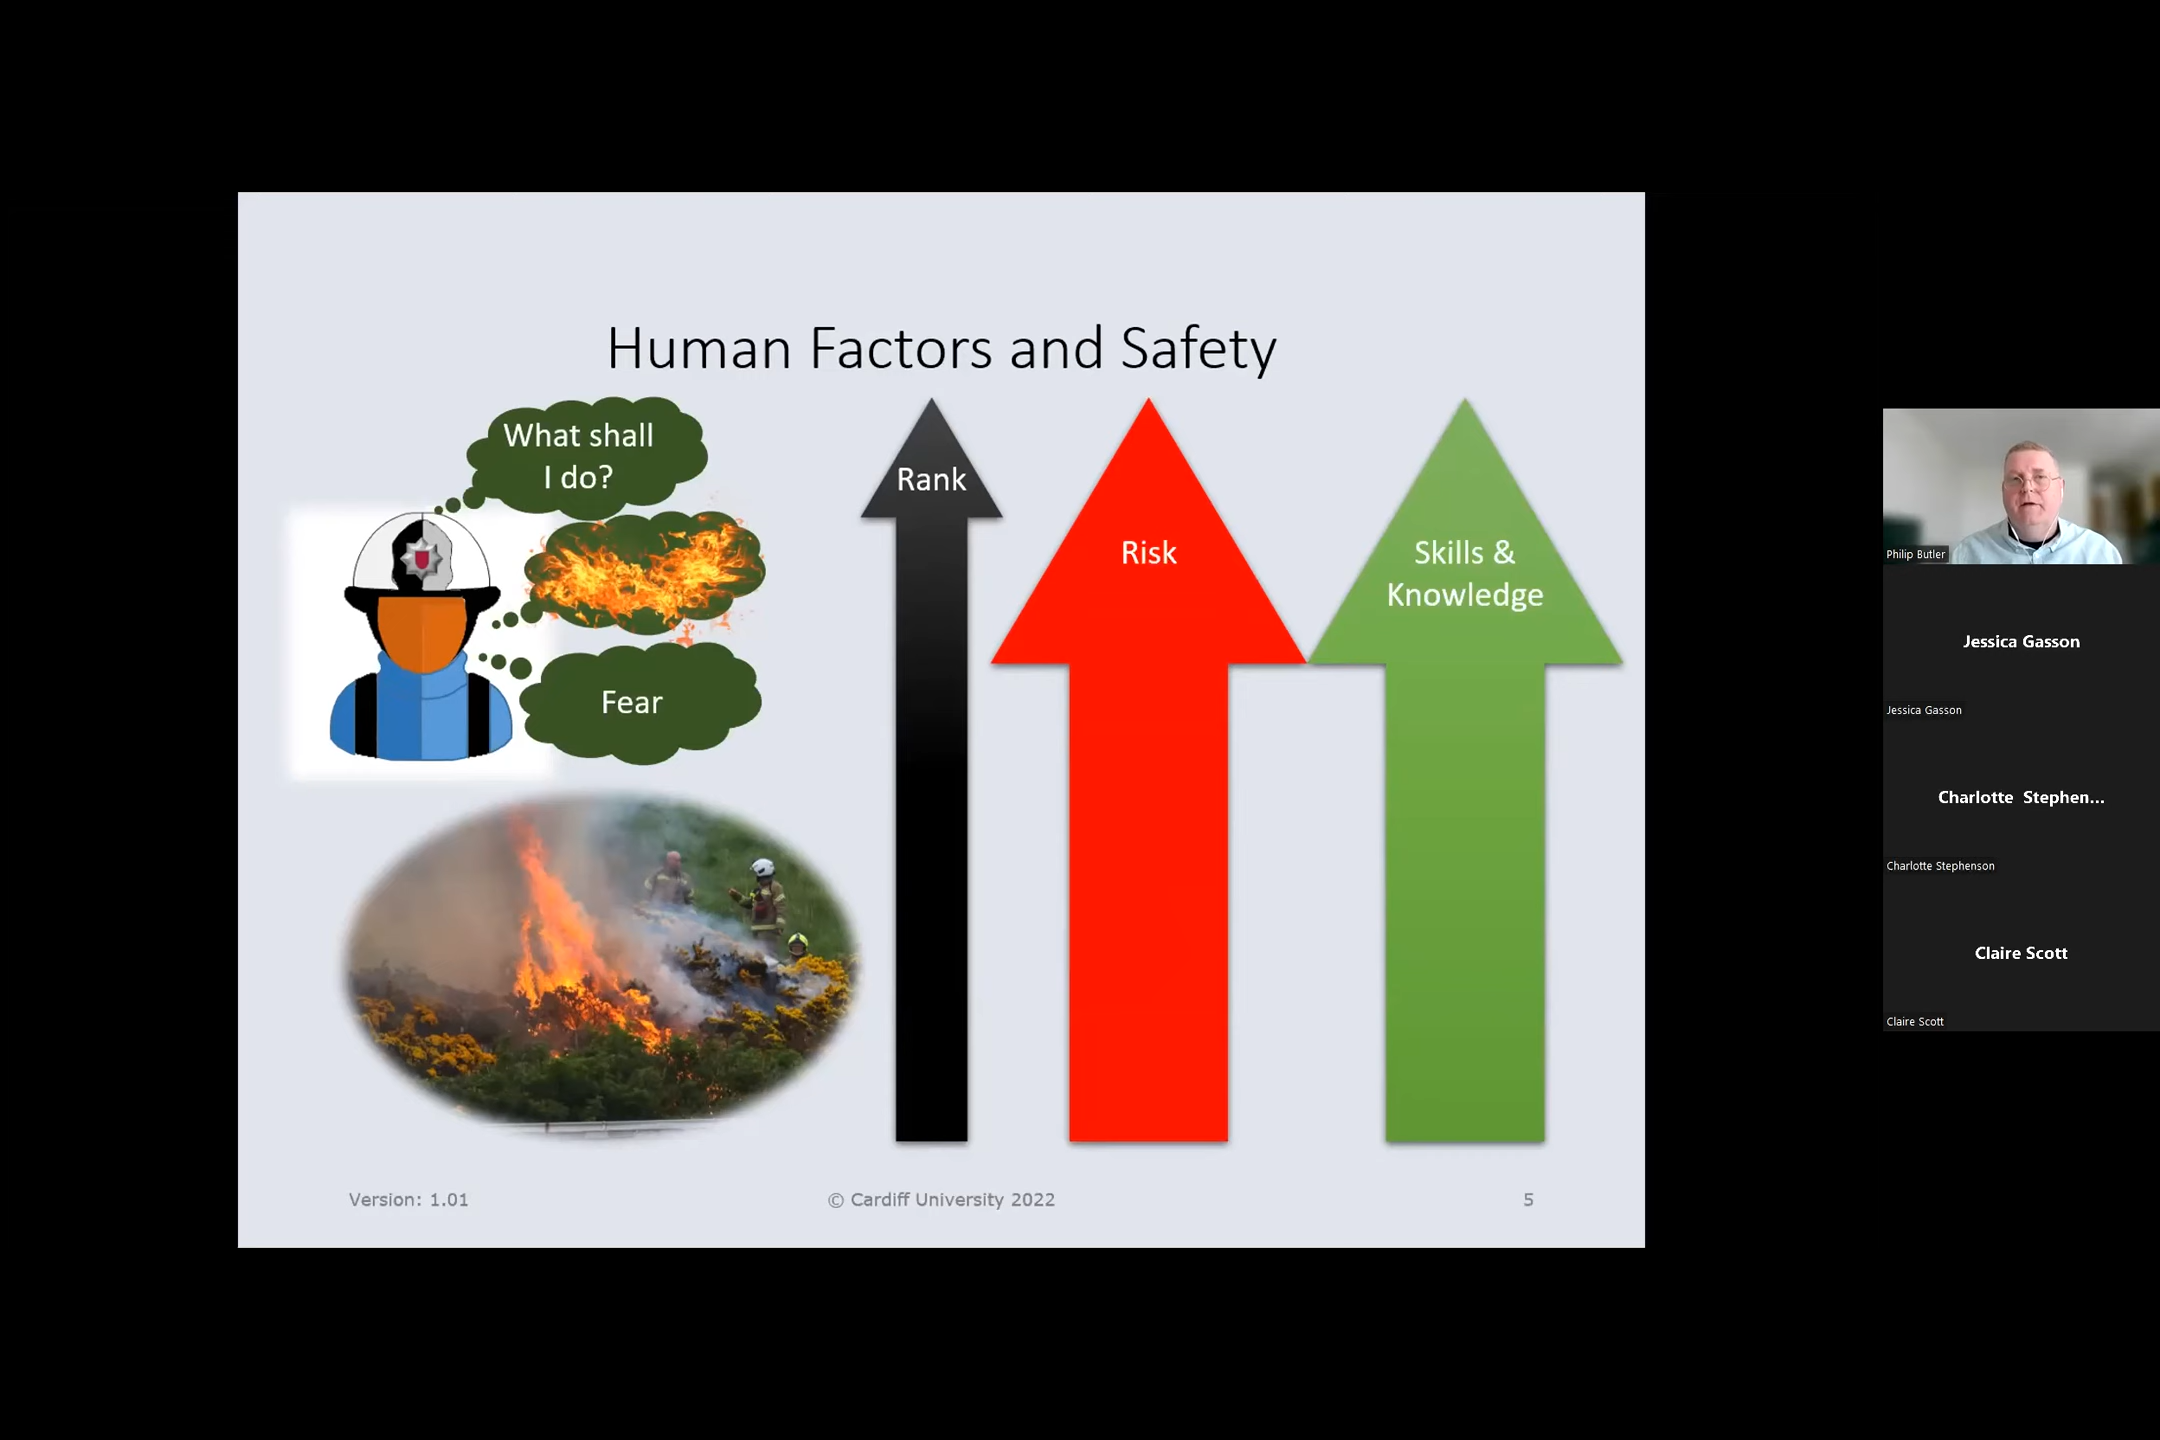 Human Factors and Safety
What shall
I do?
Fear
Rank
Risk
Skills &
Knowledge
Version: 1.01
© Cardiff University 2022
5
Philip Butler
Jessica Gasson
Jessica Gasson
Charlotte  Stephen...
Charlotte Stephenson
Claire Scott
Claire Scott